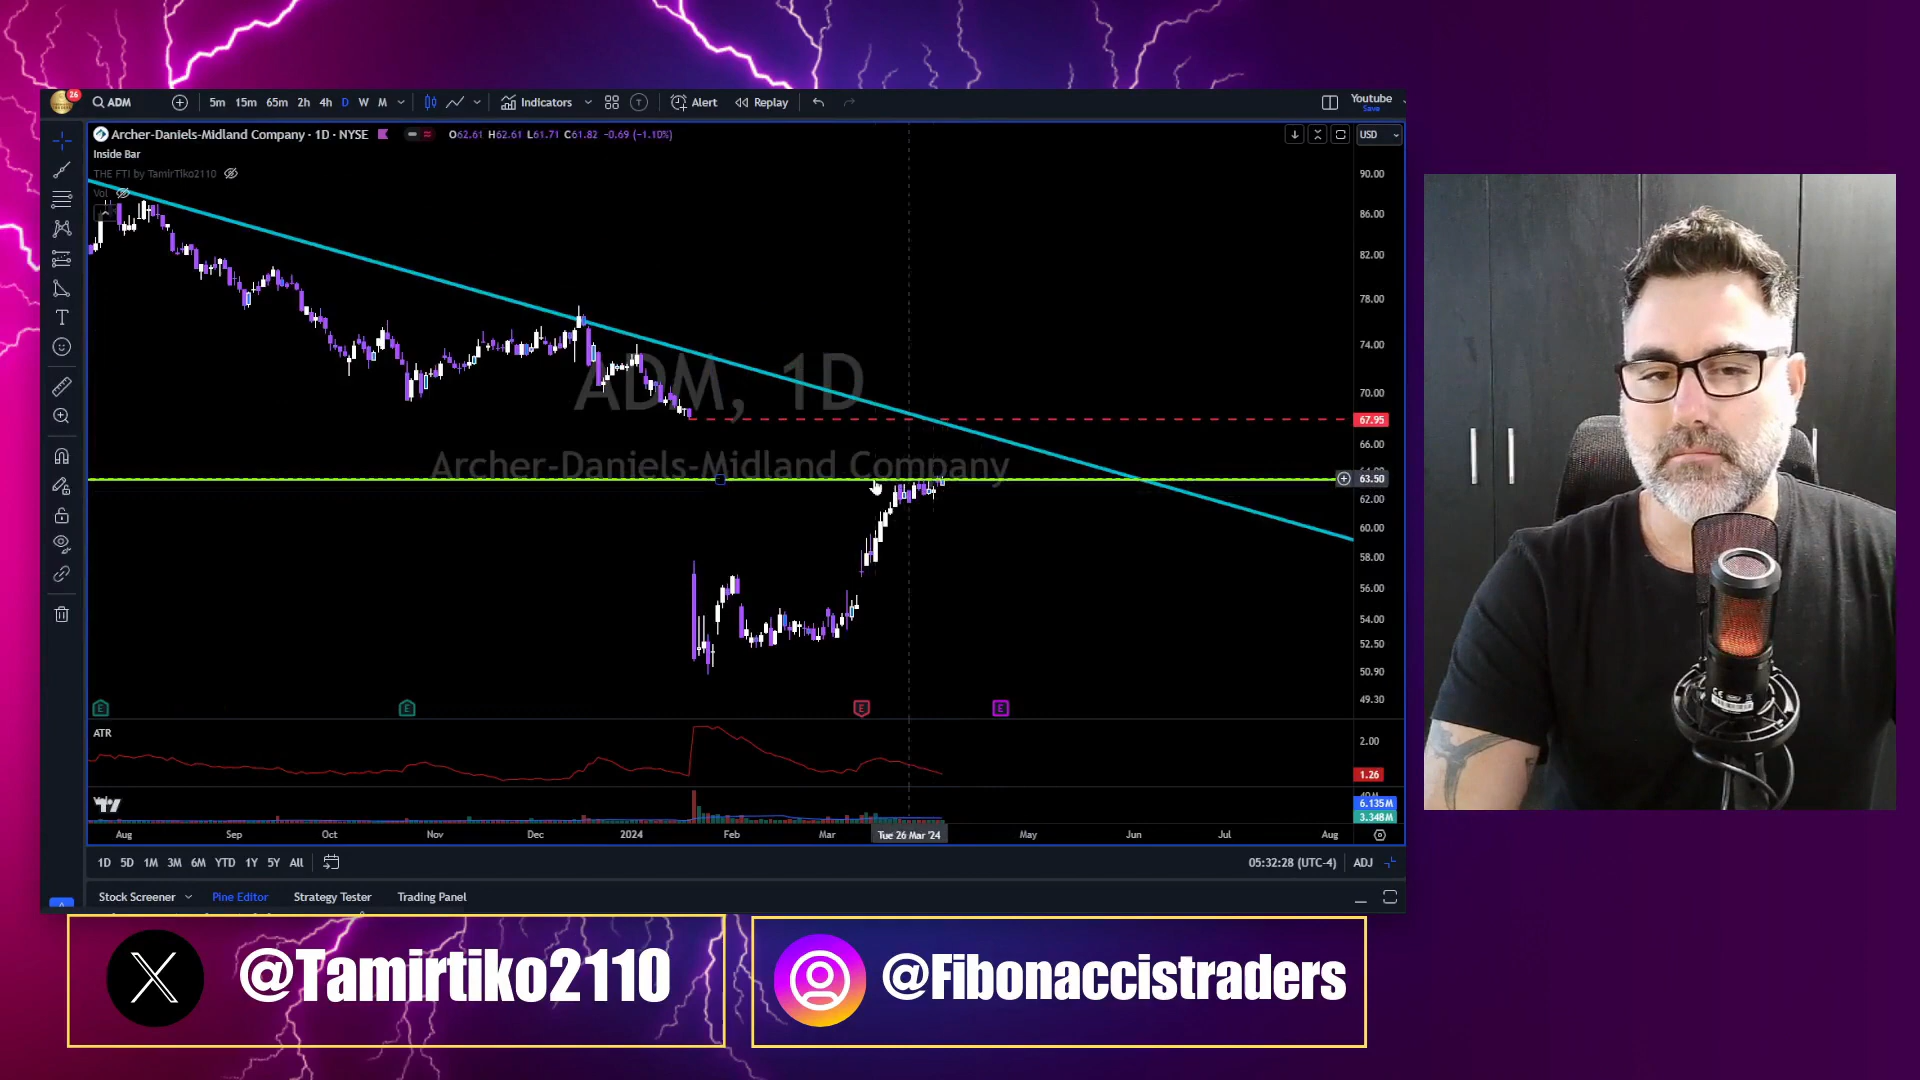 26
ADM
5m 15m 65m 2h 4h D W M
Indicators
T
Alert
Replay
Youtube
Save
Archer-Daniels-Midland Company · 1D · NYSE
O62.61 H62.61 L61.71 C61.82 -0.69 (-1.10%)
USD
Inside Bar
THE FTI by TamirTiko2110
Vol
90.00
86.00
82.00
78.00
74.00
ADM, 1D
70.00
67.95
66.00
Archer-Daniels-Midland Company
63.50
62.00
60.00
58.00
56.00
54.00
52.50
50.90
49.30
E E E E
ATR
2.00
1.26
6.135M
3.348M
Aug Sep Oct Nov Dec 2024 Feb Mar Tue 26 Mar '24 May Jun Jul Aug
1D 5D 1M 3M 6M YTD 1Y 5Y All
05:32:28 (UTC-4) ADJ
Stock Screener Pine Editor Strategy Tester Trading Panel
@Tamirtiko2110
@Fibonaccistraders